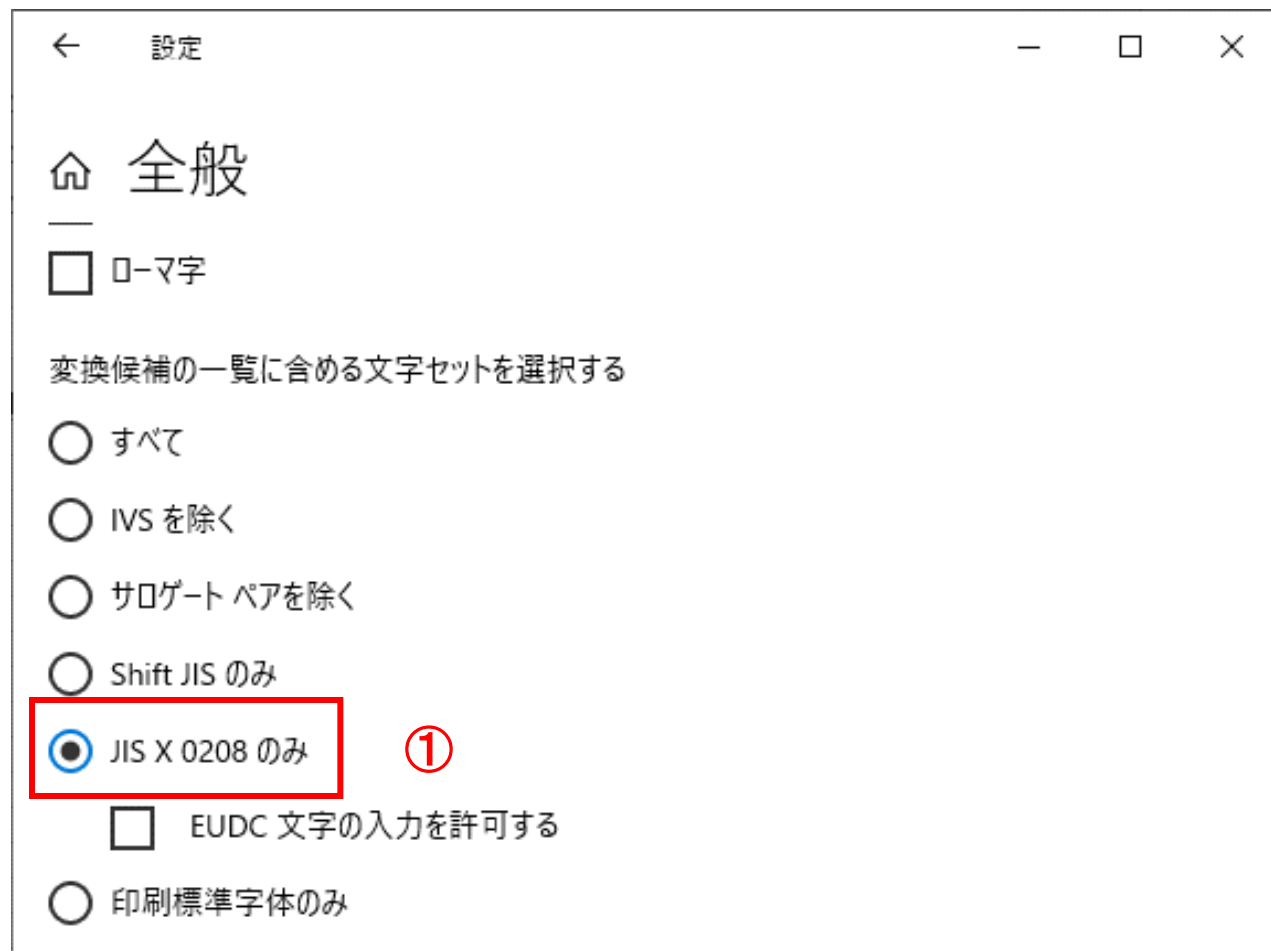 設定
全般
ローマ字
変換候補の一覧に含める文字セットを選択する
すべて
IVS を除く
サロゲート ペアを除く
Shift JIS のみ
JIS X 0208 のみ
①
EUDC 文字の入力を許可する
印刷標準字体のみ